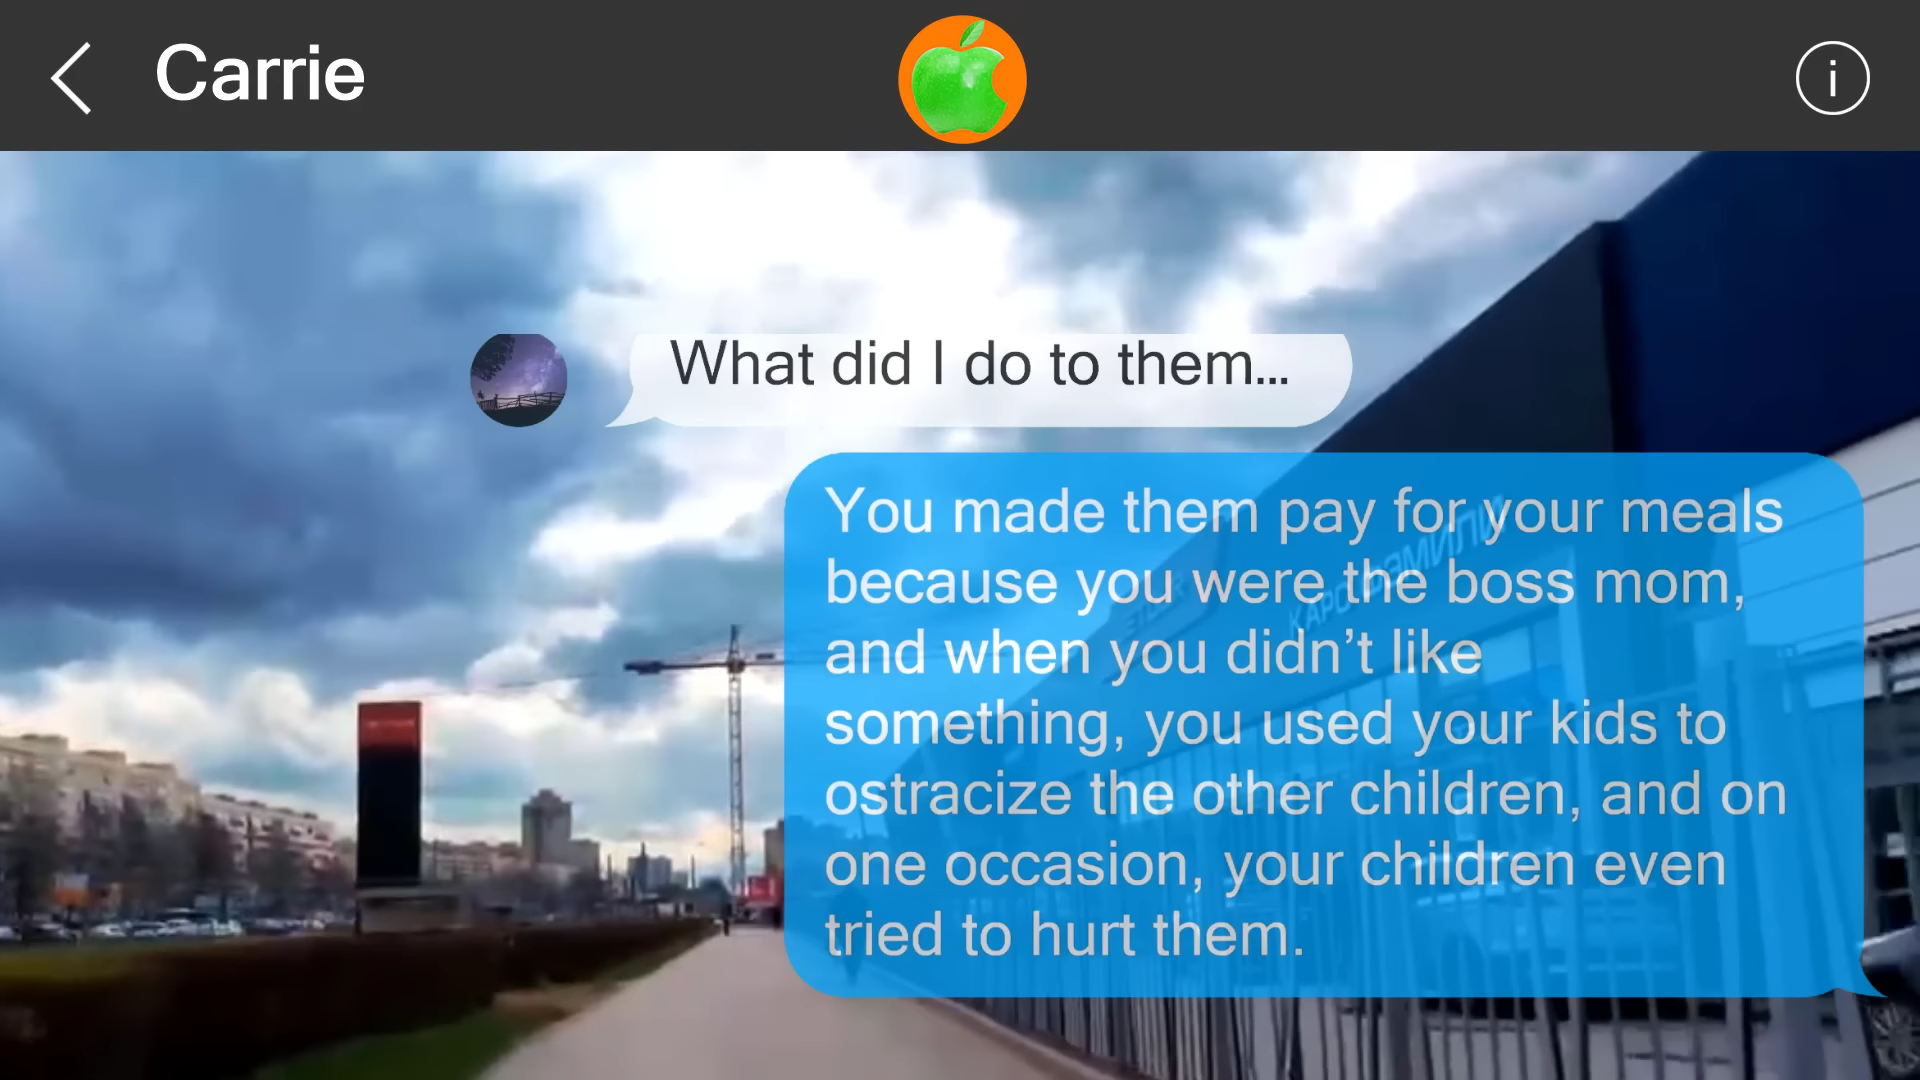 Carrie
i
What did I do to them...
You made them pay for your meals
because you were the boss mom,
and when you didn’t like
something, you used your kids to
ostracize the other children, and on
one occasion, your children even
tried to hurt them.